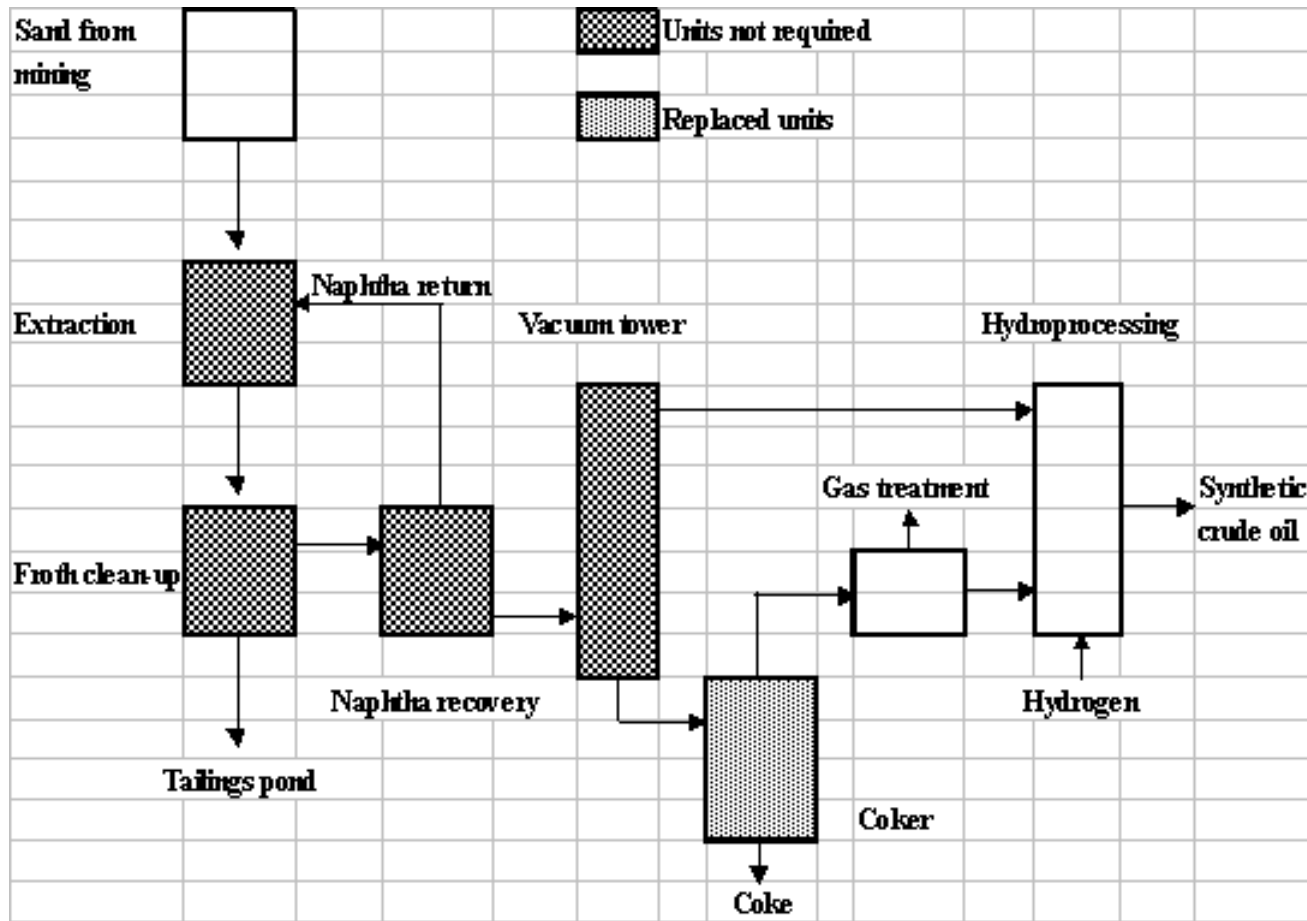 Sand from
mining
Units not required
Replaced units
Naphtha return
Extraction
Vacuum tower
Hydroprocessing
Gas treatment
Synthetic
crude oil
Froth clean-up
Naphtha recovery
Hydrogen
Tailings pond
Coker
Coke